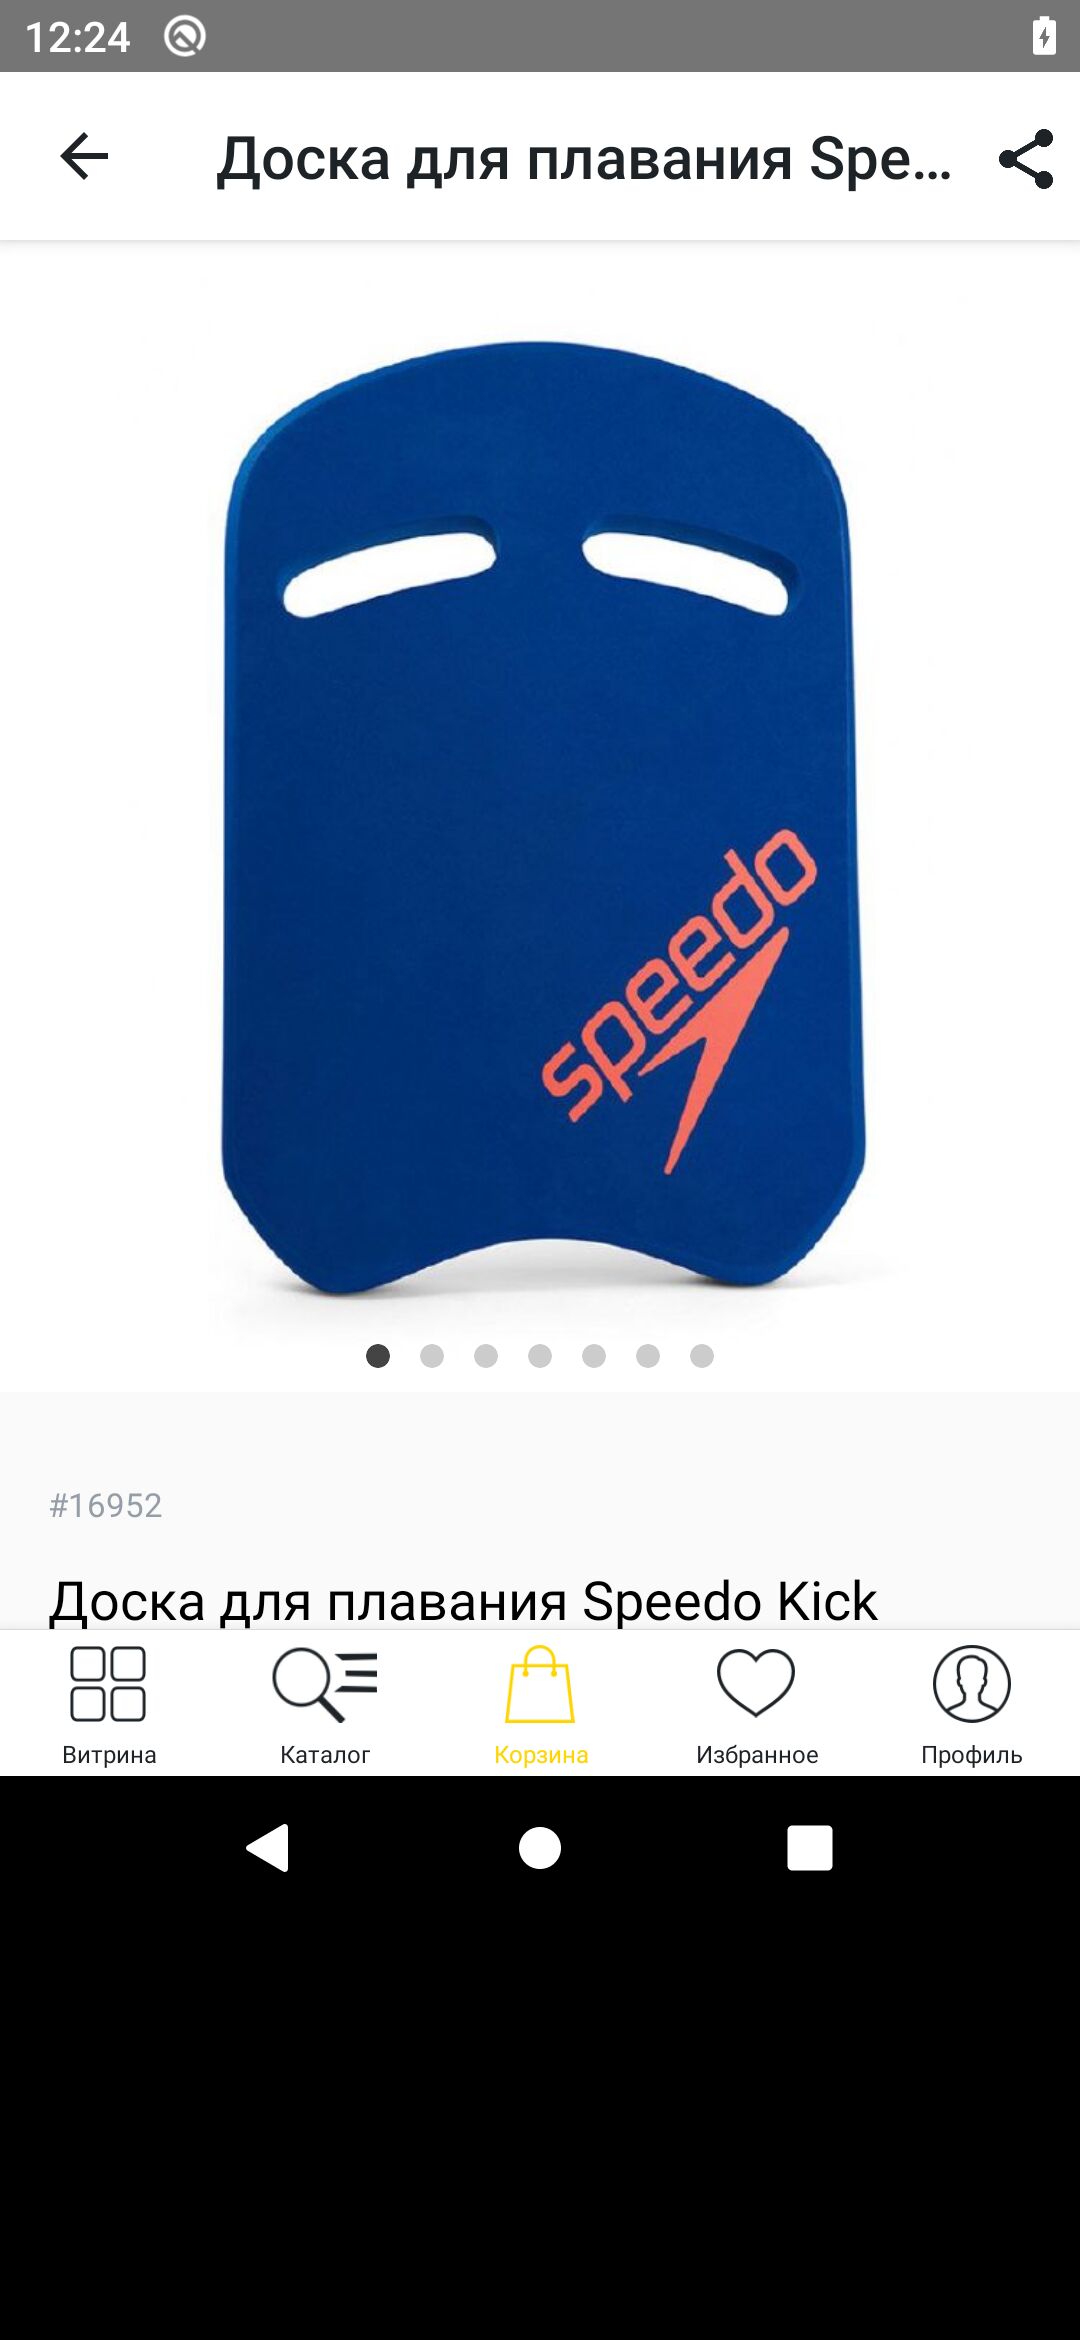 12:24
Доска для плавания Spe...
speedo
#16952
Доска для плавания Speedo Kick
Витрина
Каталог
Корзина
Избранное
Профиль